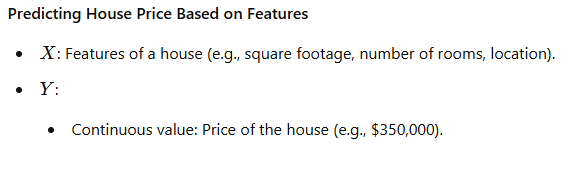 Predicting House Price Based on Features
• X: Features of a house (e.g., square footage, number of rooms, location).
• Y:
• Continuous value: Price of the house (e.g., $350,000).